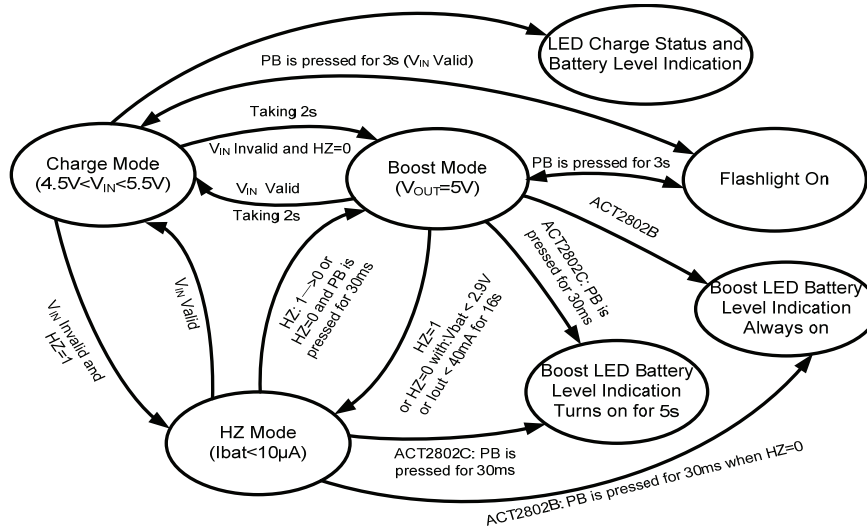 LED Charge Status and
Battery Level Indication
PB is pressed for 3s (VIN Valid)
Taking 2s
VIN Invalid and HZ=0
Charge Mode
(4.5V<VIN<5.5V)
Boost Mode
(VOUT=5V)
PB is pressed for 3s
Flashlight On
VIN Valid
Taking 2s
ACT2802B
ACT2802C: PB is
pressed for 30ms
Boost LED Battery
Level Indication
Always on
VIN Invalid and
HZ=1
VIN Valid
HZ: 1--->0 or
HZ=0 and PB is
pressed for 30ms
HZ=1
or HZ=0 with:Vbat < 2.9V
or Iout < 40mA for 16s
Boost LED Battery
Level Indication
Turns on for 5s
HZ Mode
(Ibat<10µA)
ACT2802C: PB is
pressed for 30ms
ACT2802B: PB is pressed for 30ms when HZ=0